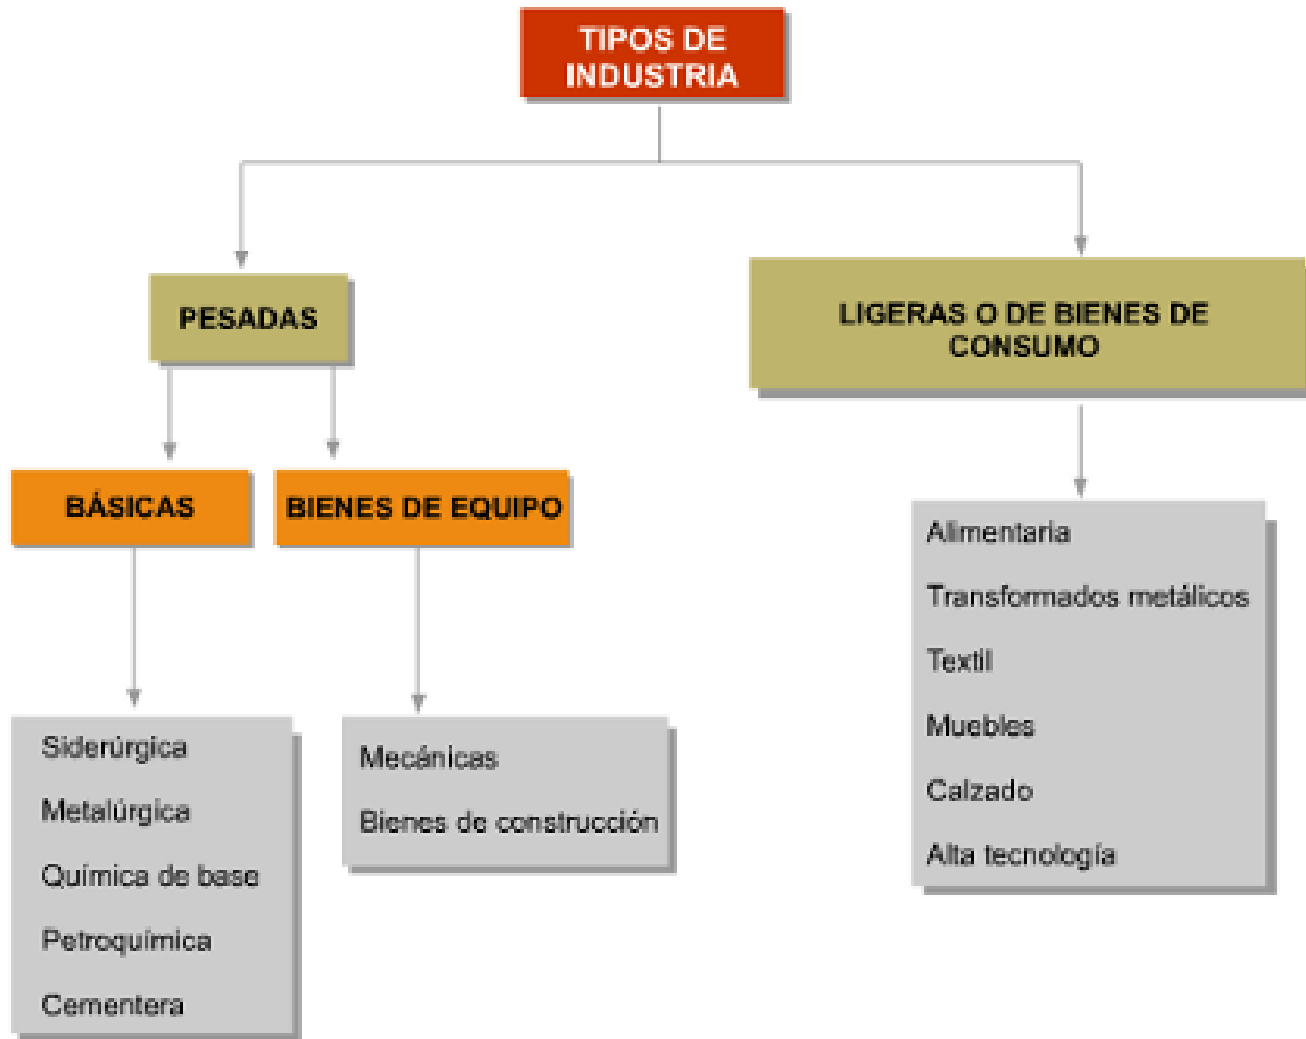 TIPOS DE
INDUSTRIA
PESADAS
LIGERAS O DE BIENES DE
CONSUMO
BÁSICAS
BIENES DE EQUIPO
Siderúrgica
Metalúrgica
Química de base
Petroquímica
Cementera
Mecánicas
Bienes de construcción
Alimentaria
Transformados metálicos
Textil
Muebles
Calzado
Alta tecnología